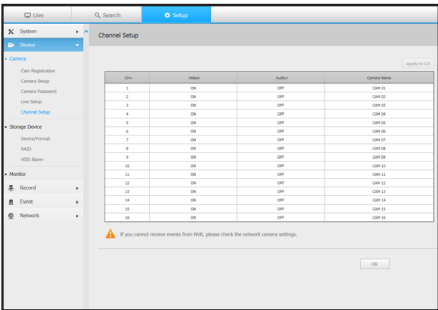 Live
Search
Setup
System
Device
Camera
Cam Registration
Camera Setup
Camera Password
Live Setup
Channel Setup
Storage Device
Device/Format
RAID
HDD Alarm
Monitor
Record
Event
Network
Channel Setup
Apply to CH
CH Video Audio Camera Name
1 ON OFF CAM 01
2 ON OFF CAM 02
3 ON OFF CAM 03
4 ON OFF CAM 04
5 ON OFF CAM 05
6 ON OFF CAM 06
7 ON OFF CAM 07
8 ON OFF CAM 08
9 ON OFF CAM 09
10 ON OFF CAM 10
11 ON OFF CAM 11
12 ON OFF CAM 12
13 ON OFF CAM 13
14 ON OFF CAM 14
15 ON OFF CAM 15
16 ON OFF CAM 16
If you cannot receive events from NVR, please check the network camera settings.
OK